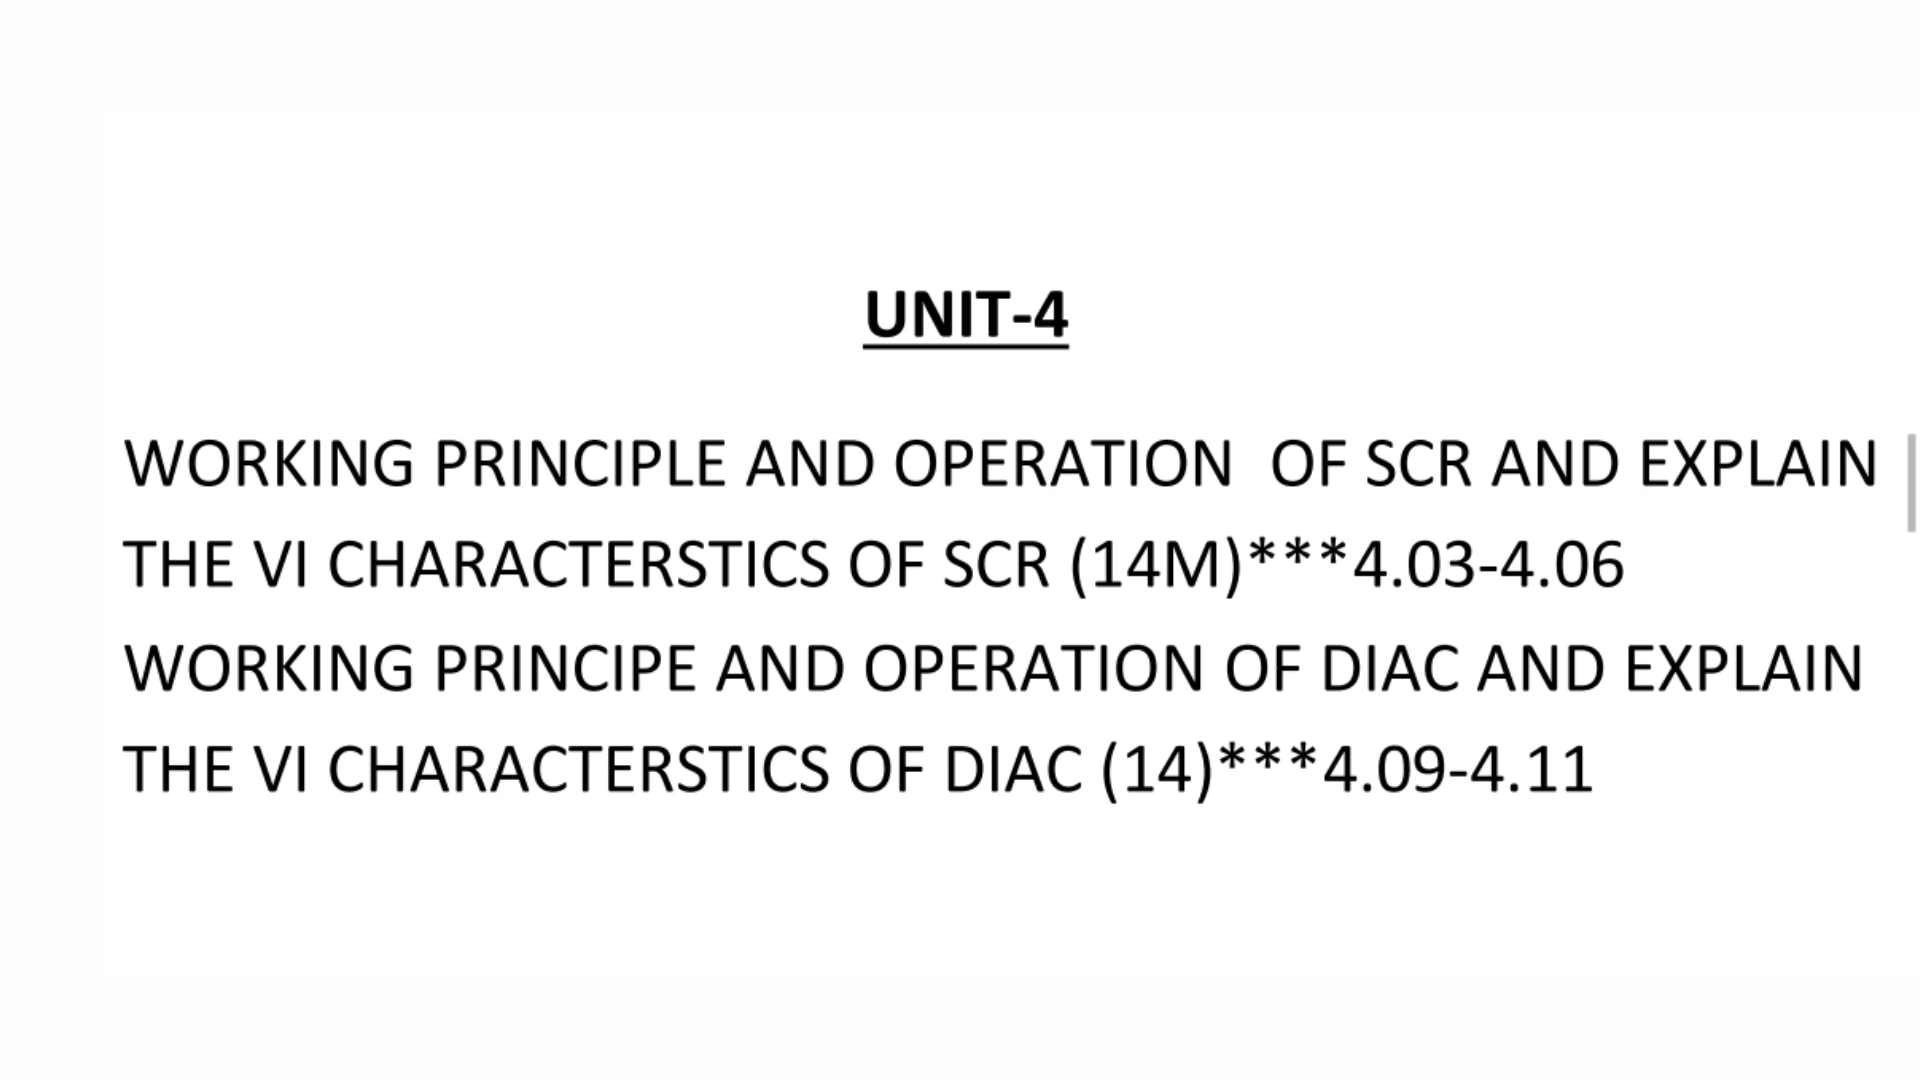 UNIT-4
WORKING PRINCIPLE AND OPERATION  OF SCR AND EXPLAIN
THE VI CHARACTERSTICS OF SCR (14M)***4.03-4.06
WORKING PRINCIPE AND OPERATION OF DIAC AND EXPLAIN
THE VI CHARACTERSTICS OF DIAC (14)***4.09-4.11